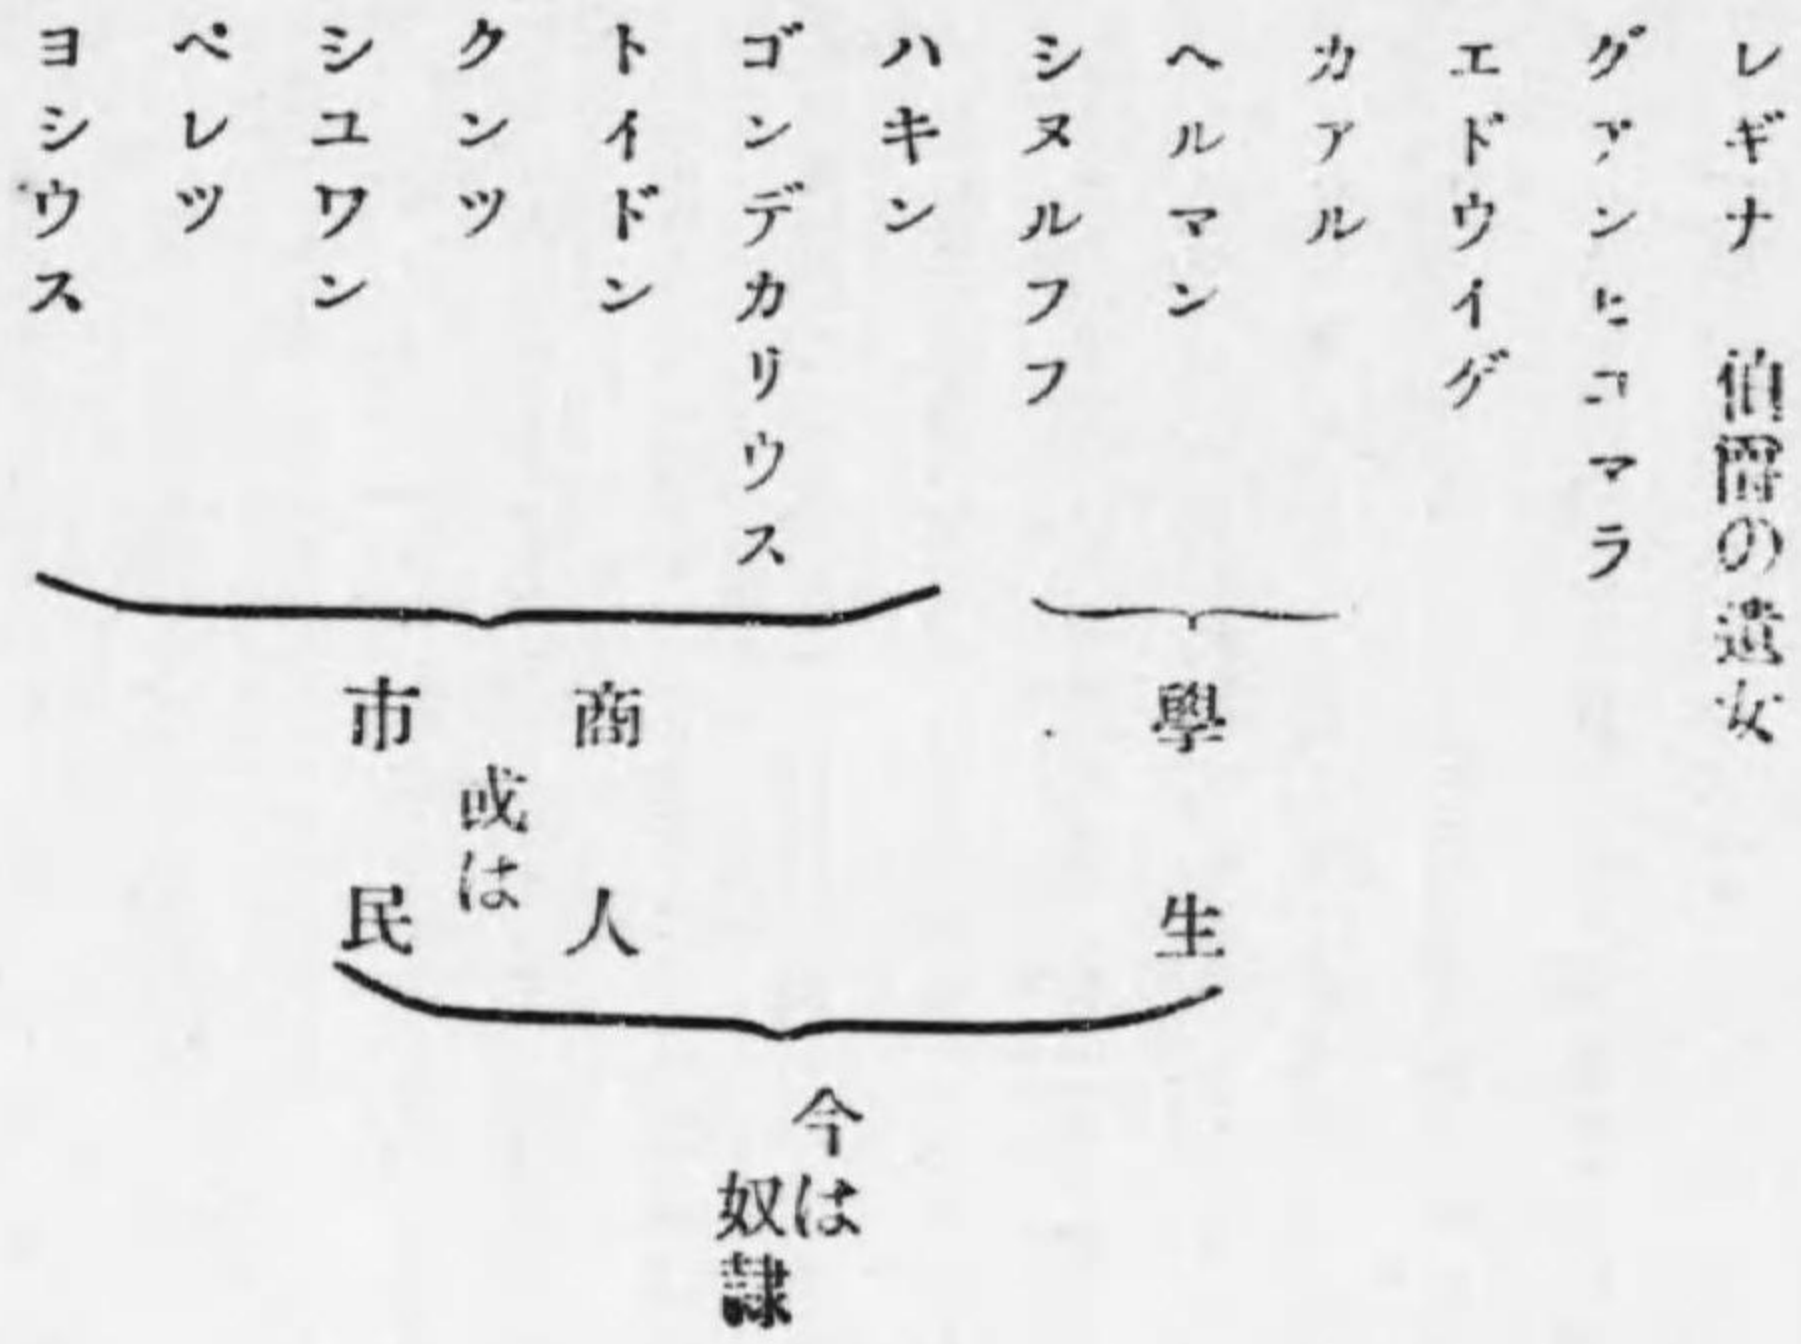 レギナ 伯爵の遺女
グアンヒコマラ
エドウイグ
カアル
ヘルマン
シヌルフフ
ハキン
ゴンデカリウス
トイドン
クンツ
シユワン
ペレツ
ヨシウス
學生
商人
或は
市民
今は
奴隷